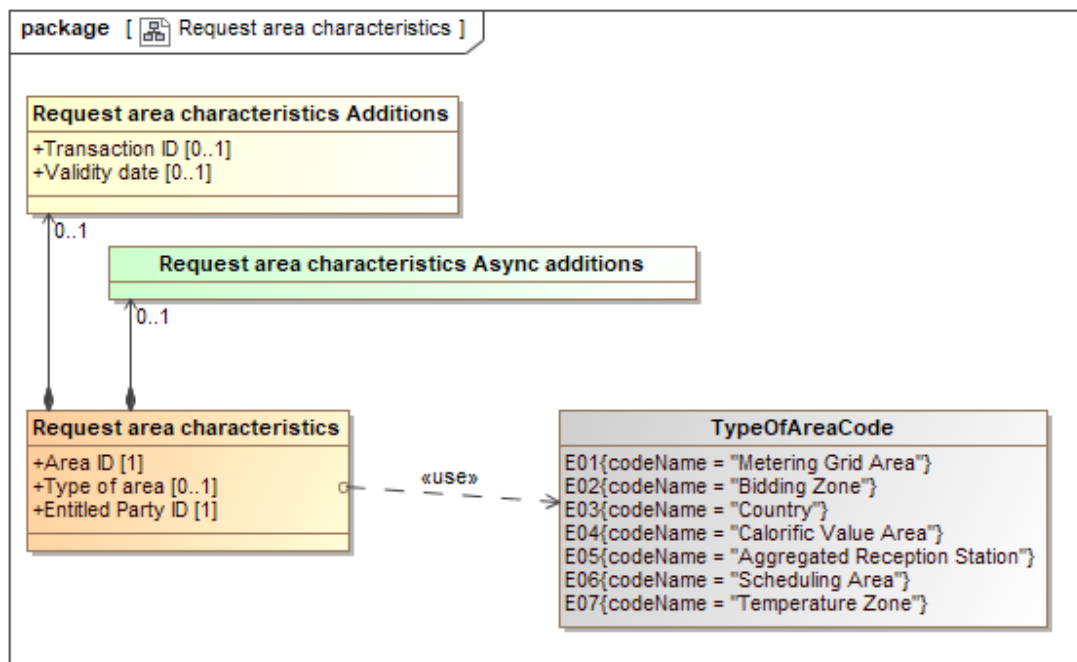 package [ Request area characteristics ]
Request area characteristics Additions
+Transaction ID [0..1]
+Validity date [0..1]
0..1
Request area characteristics Async additions
0..1
Request area characteristics
+Area ID [1]
+Type of area [0..1]
+Entitled Party ID [1]
«use»
TypeOfAreaCode
E01{codeName = "Metering Grid Area"}
E02{codeName = "Bidding Zone"}
E03{codeName = "Country"}
E04{codeName = "Calorific Value Area"}
E05{codeName = "Aggregated Reception Station"}
E06{codeName = "Scheduling Area"}
E07{codeName = "Temperature Zone"}